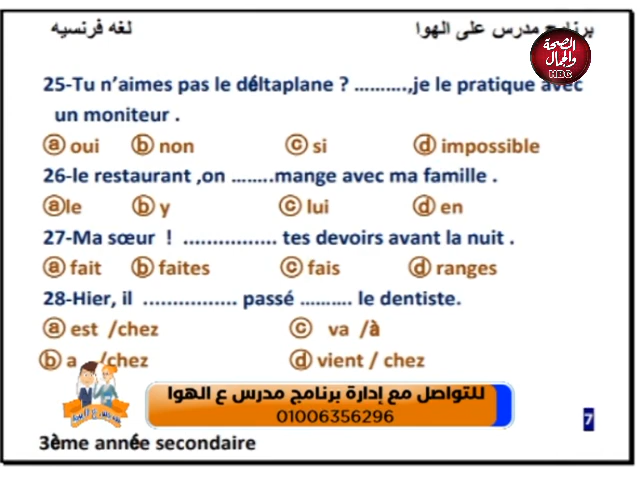 برنامج مدرس على الهوا
لغه فرنسيه
الصحة
والجمال
HBG
25-Tu n'aimes pas le déltaplane ? ..........,je le pratique avec
un moniteur .
ⓐ oui ⓑ non ⓒ si ⓓ impossible
26-le restaurant ,on ........mange avec ma famille .
ⓐle ⓑ y ⓒ lui ⓓ en
27-Ma sœur ! ................. tes devoirs avant la nuit .
ⓐ fait ⓑ faites ⓒ fais ⓓ ranges
28-Hier, il ................. passé .......... le dentiste.
ⓐ est /chez ⓒ va /à
ⓑ a /chez ⓓ vient / chez
للتواصل مع إدارة برنامج مدرس ع الهوا
01006356296
7
3ème année secondaire